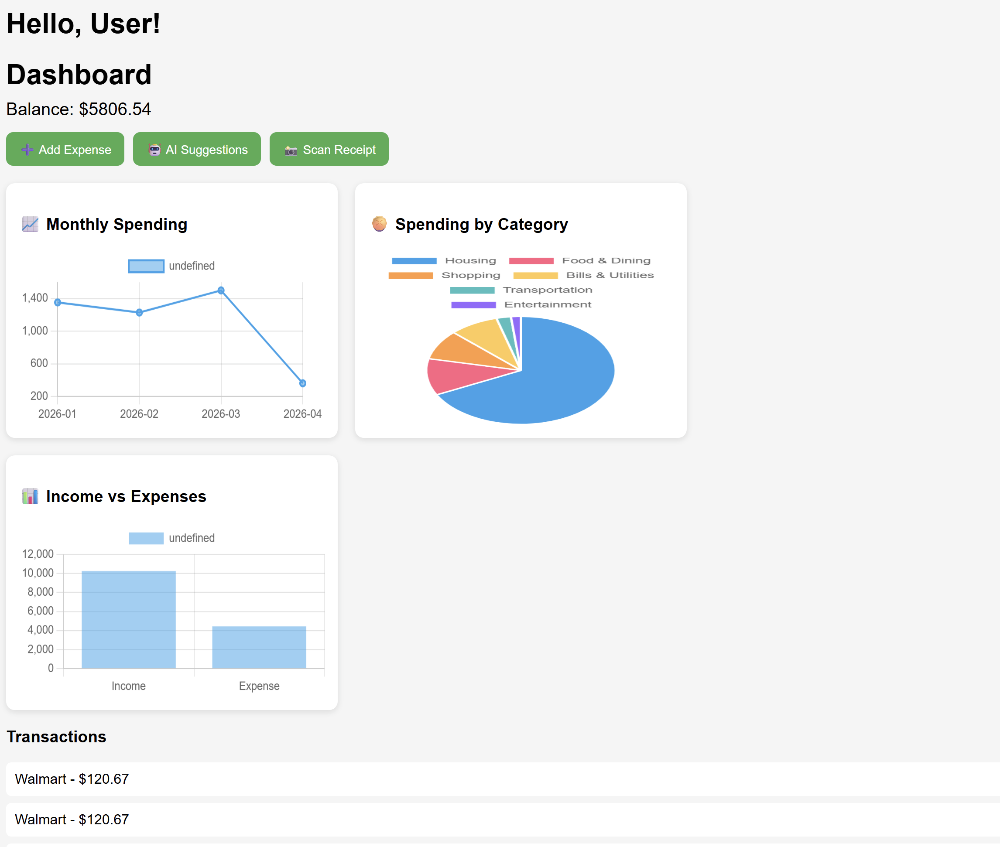 Hello, User!
Dashboard
Balance: $5806.54
Add Expense
AI Suggestions
Scan Receipt
Monthly Spending
undefined
1,400
1,000
600
200
2026-01
2026-02
2026-03
2026-04
Spending by Category
Housing
Food & Dining
Shopping
Bills & Utilities
Transportation
Entertainment
Income vs Expenses
undefined
12,000
10,000
8,000
6,000
4,000
2,000
0
Income
Expense
Transactions
Walmart - $120.67
Walmart - $120.67